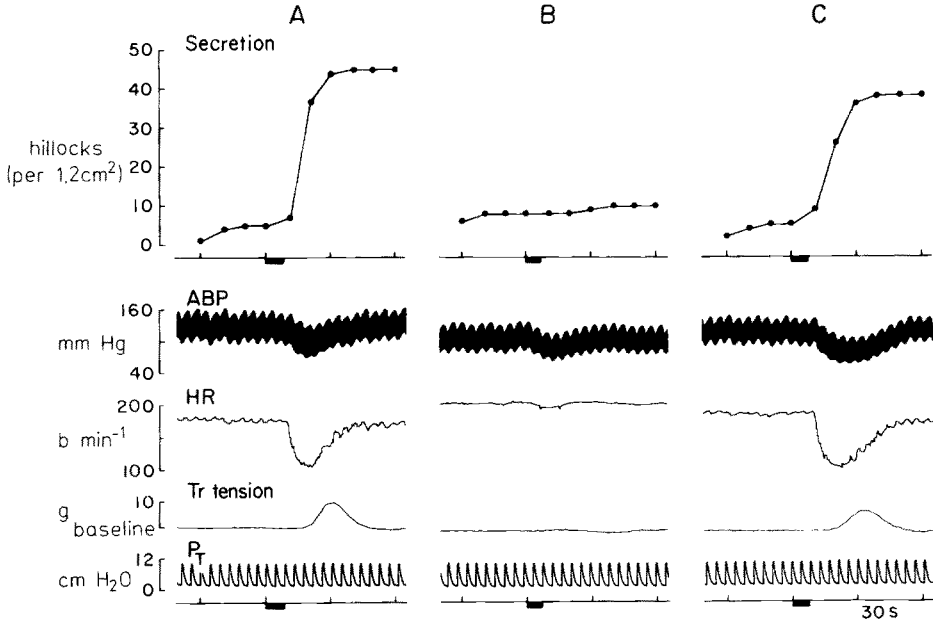 A B C
Secretion
50
40
30
20
10
0
hillocks
(per 1,2cm²)
ABP
160
mm Hg
40
HR
200
b min⁻¹
100
Tr tension
10
g
baseline
P_T
12
cm H₂O
0
30 s